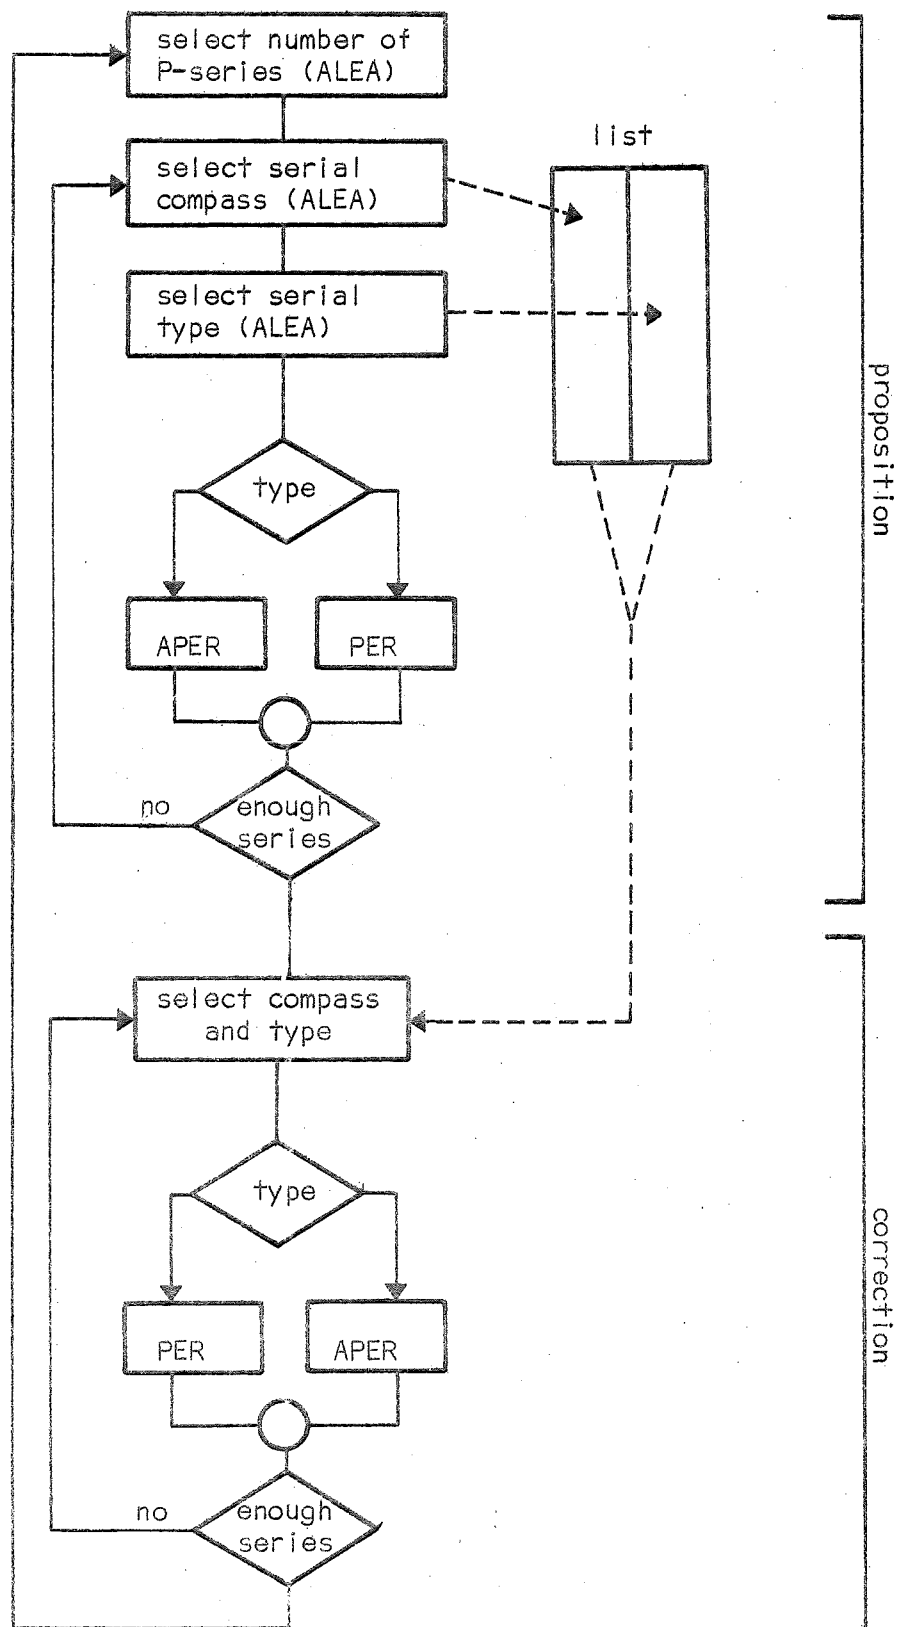 select number of
P-series (ALEA)
select serial
compass (ALEA)
list
select serial
type (ALEA)
proposition
type
APER
PER
no
enough
series
select compass
and type
type
correction
PER
APER
no
enough
series